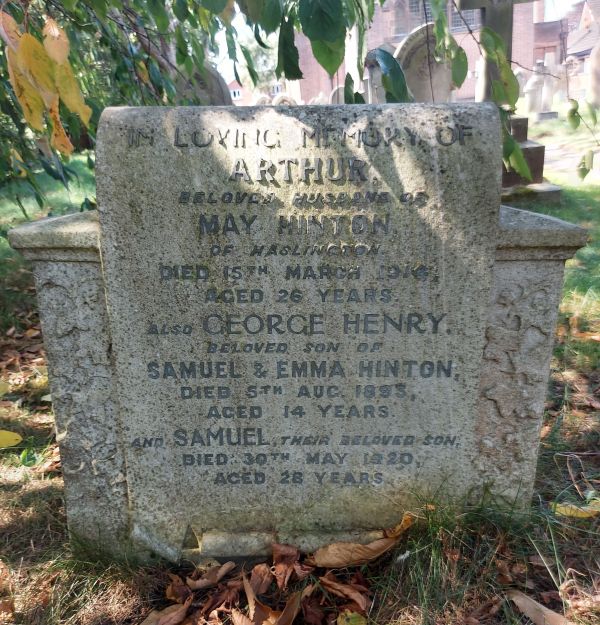 IN LOVING MEMORY OF
ARTHUR.
BELOVED HUSBAND OF
MAY HINTON,
OF HASLINGTON.
DIED 15TH MARCH 1916,
AGED 26 YEARS.
ALSO GEORGE HENRY.
BELOVED SON OF
SAMUEL & EMMA HINTON,
DIED 5TH AUG. 1893,
AGED 14 YEARS.
AND SAMUEL, THEIR BELOVED SON,
DIED 30TH MAY 1920,
AGED 28 YEARS.